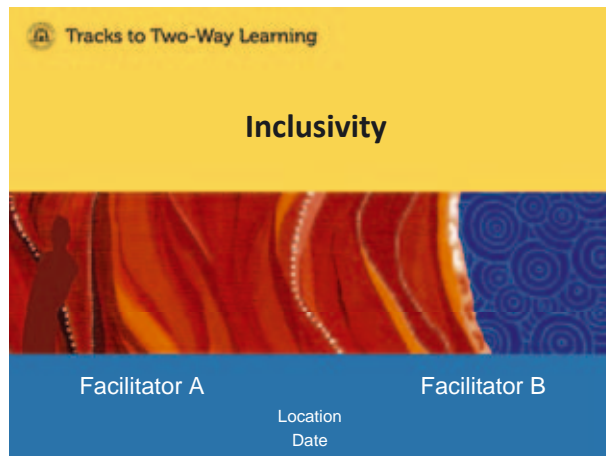 Tracks to Two-Way Learning
Inclusivity
Facilitator A Facilitator B
Location
Date